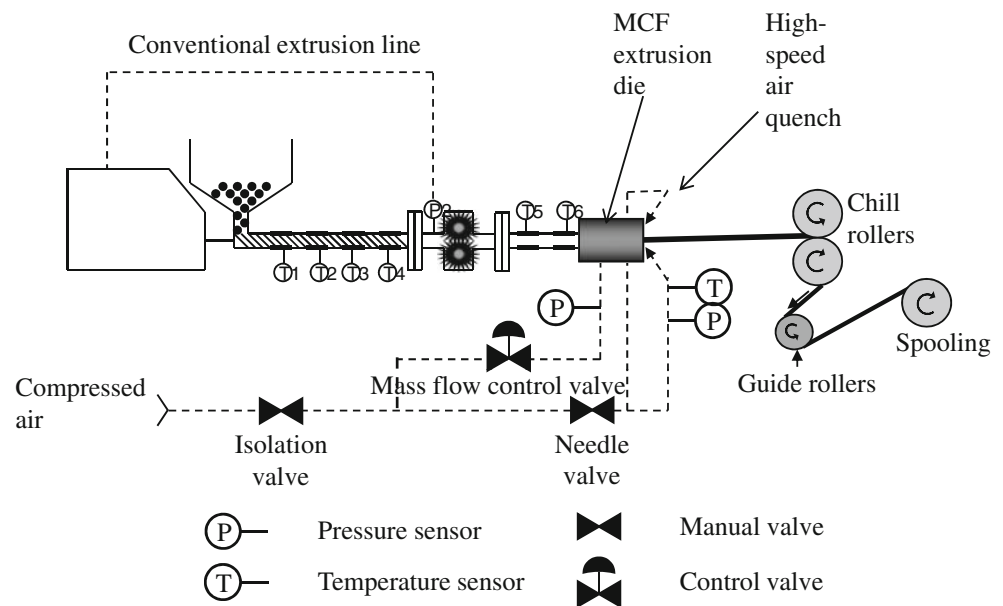 Conventional extrusion line
MCF
extrusion
die
High-
speed
air
quench
P2
T5
T6
T1
T2
T3
T4
Chill
rollers
P
T
P
Spooling
Guide rollers
Mass flow control valve
Compressed
air
Isolation
valve
Needle
valve
P
Pressure sensor
Manual valve
T
Temperature sensor
Control valve